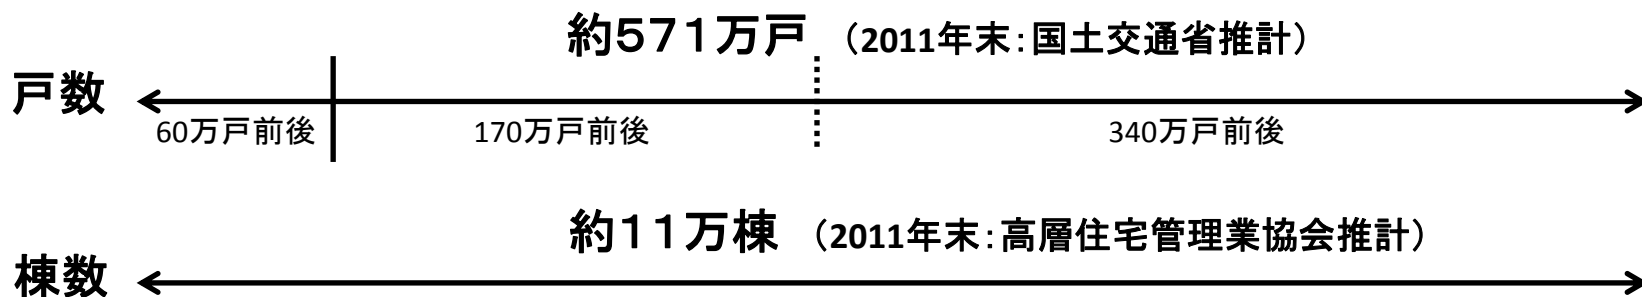 約571万戸 （2011年末：国土交通省推計）
戸数
60万戸前後 170万戸前後 340万戸前後
約11万棟 （2011年末：高層住宅管理業協会推計）
棟数